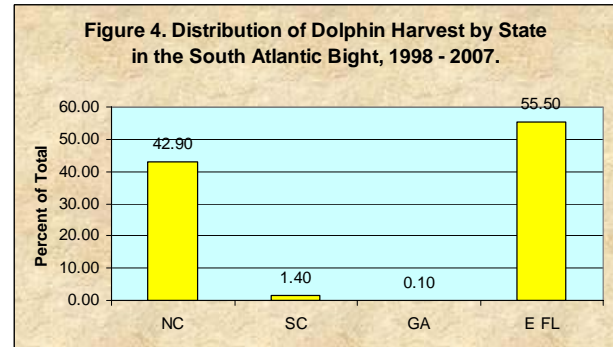 Figure 4. Distribution of Dolphin Harvest by State
in the South Atlantic Bight, 1998 - 2007.
Percent of Total
60.00
50.00
40.00
30.00
20.00
10.00
0.00
42.90
1.40
0.10
55.50
NC
SC
GA
E FL